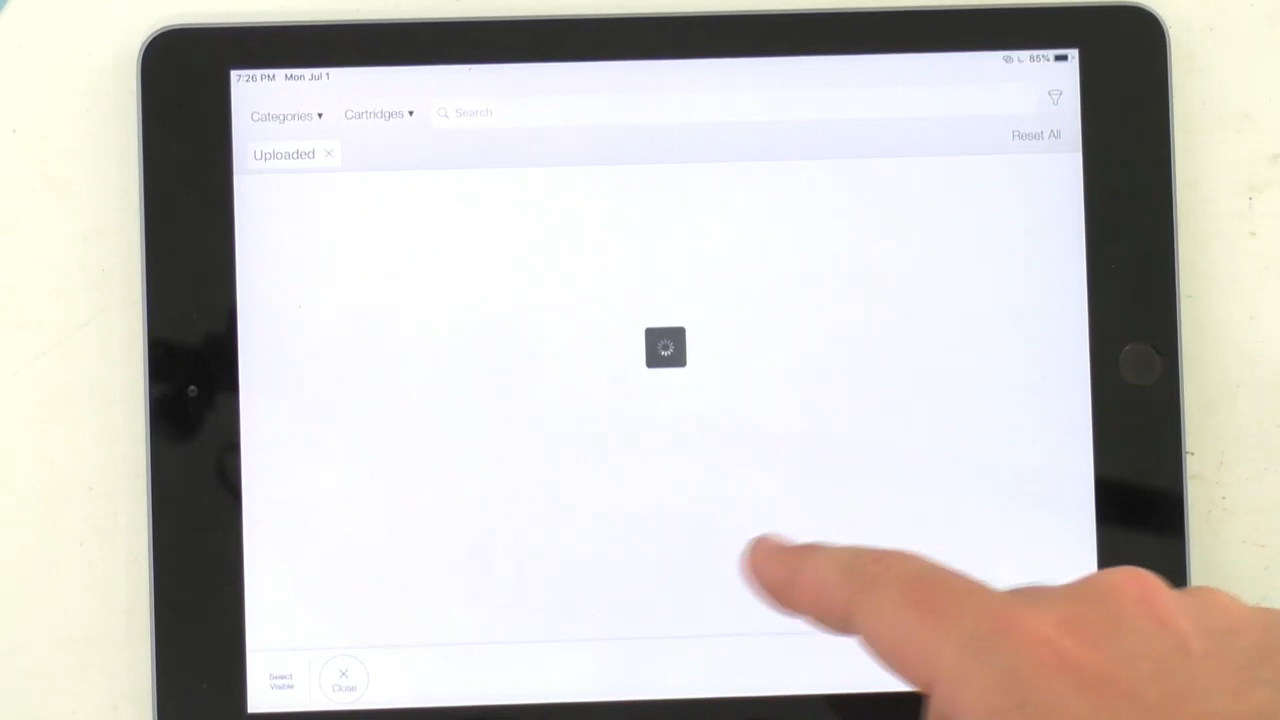 7:26 PM Mon Jul 1
85%
Categories ▾ Cartridges ▾ Search
Reset All
Uploaded ×
Select
Visible
×
Close